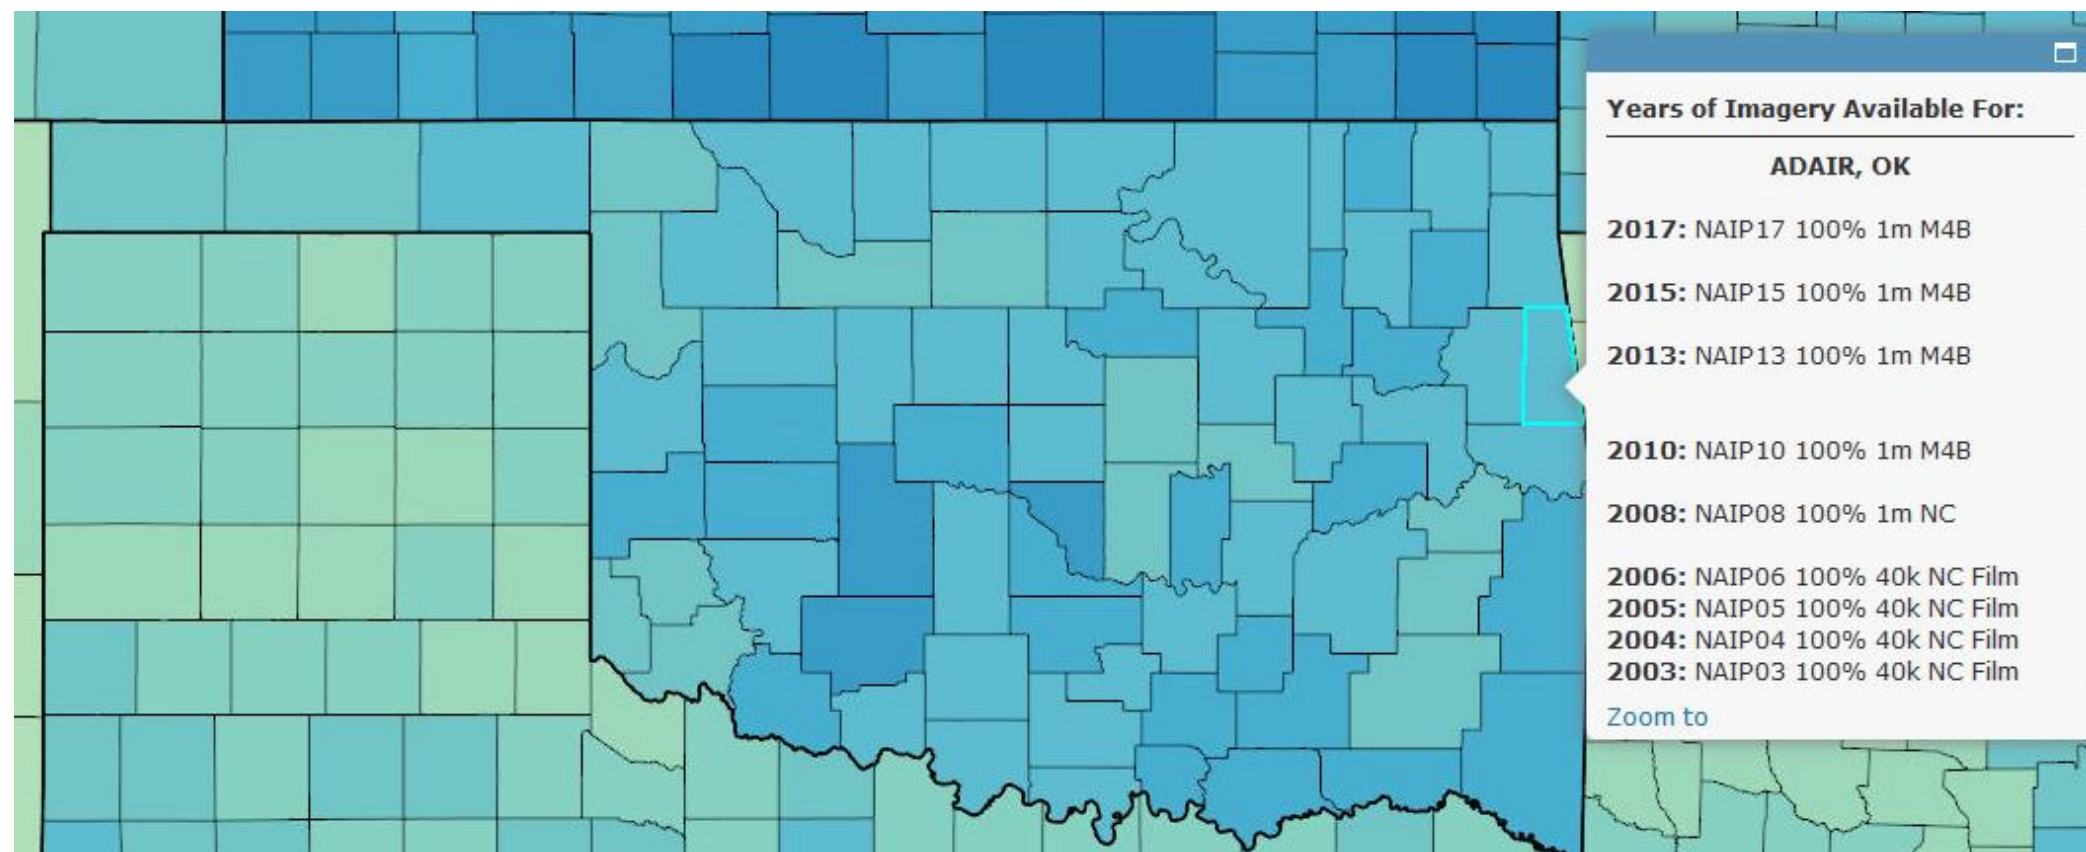 Years of Imagery Available For:
ADAIR, OK
2017: NAIP17 100% 1m M4B
2015: NAIP15 100% 1m M4B
2013: NAIP13 100% 1m M4B
2010: NAIP10 100% 1m M4B
2008: NAIP08 100% 1m NC
2006: NAIP06 100% 40k NC Film
2005: NAIP05 100% 40k NC Film
2004: NAIP04 100% 40k NC Film
2003: NAIP03 100% 40k NC Film
Zoom to